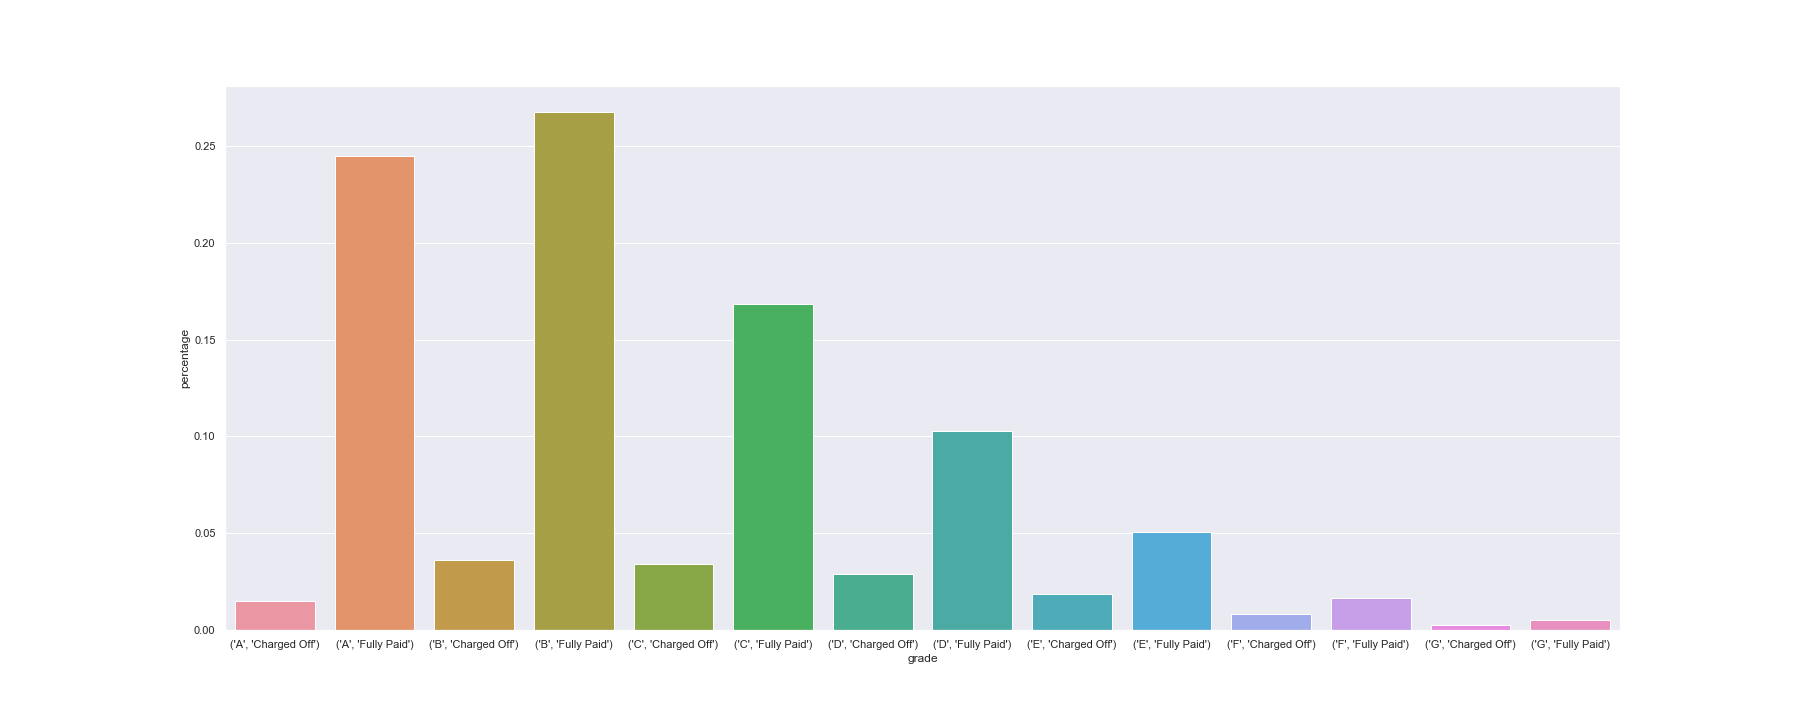 percentage
0.25
0.20
0.15
0.10
0.05
0.00
('A', 'Charged Off') ('A', 'Fully Paid') ('B', 'Charged Off') ('B', 'Fully Paid') ('C', 'Charged Off') ('C', 'Fully Paid') ('D', 'Charged Off') ('D', 'Fully Paid') ('E', 'Charged Off') ('E', 'Fully Paid') ('F', 'Charged Off') ('F', 'Fully Paid') ('G', 'Charged Off') ('G', 'Fully Paid')
grade